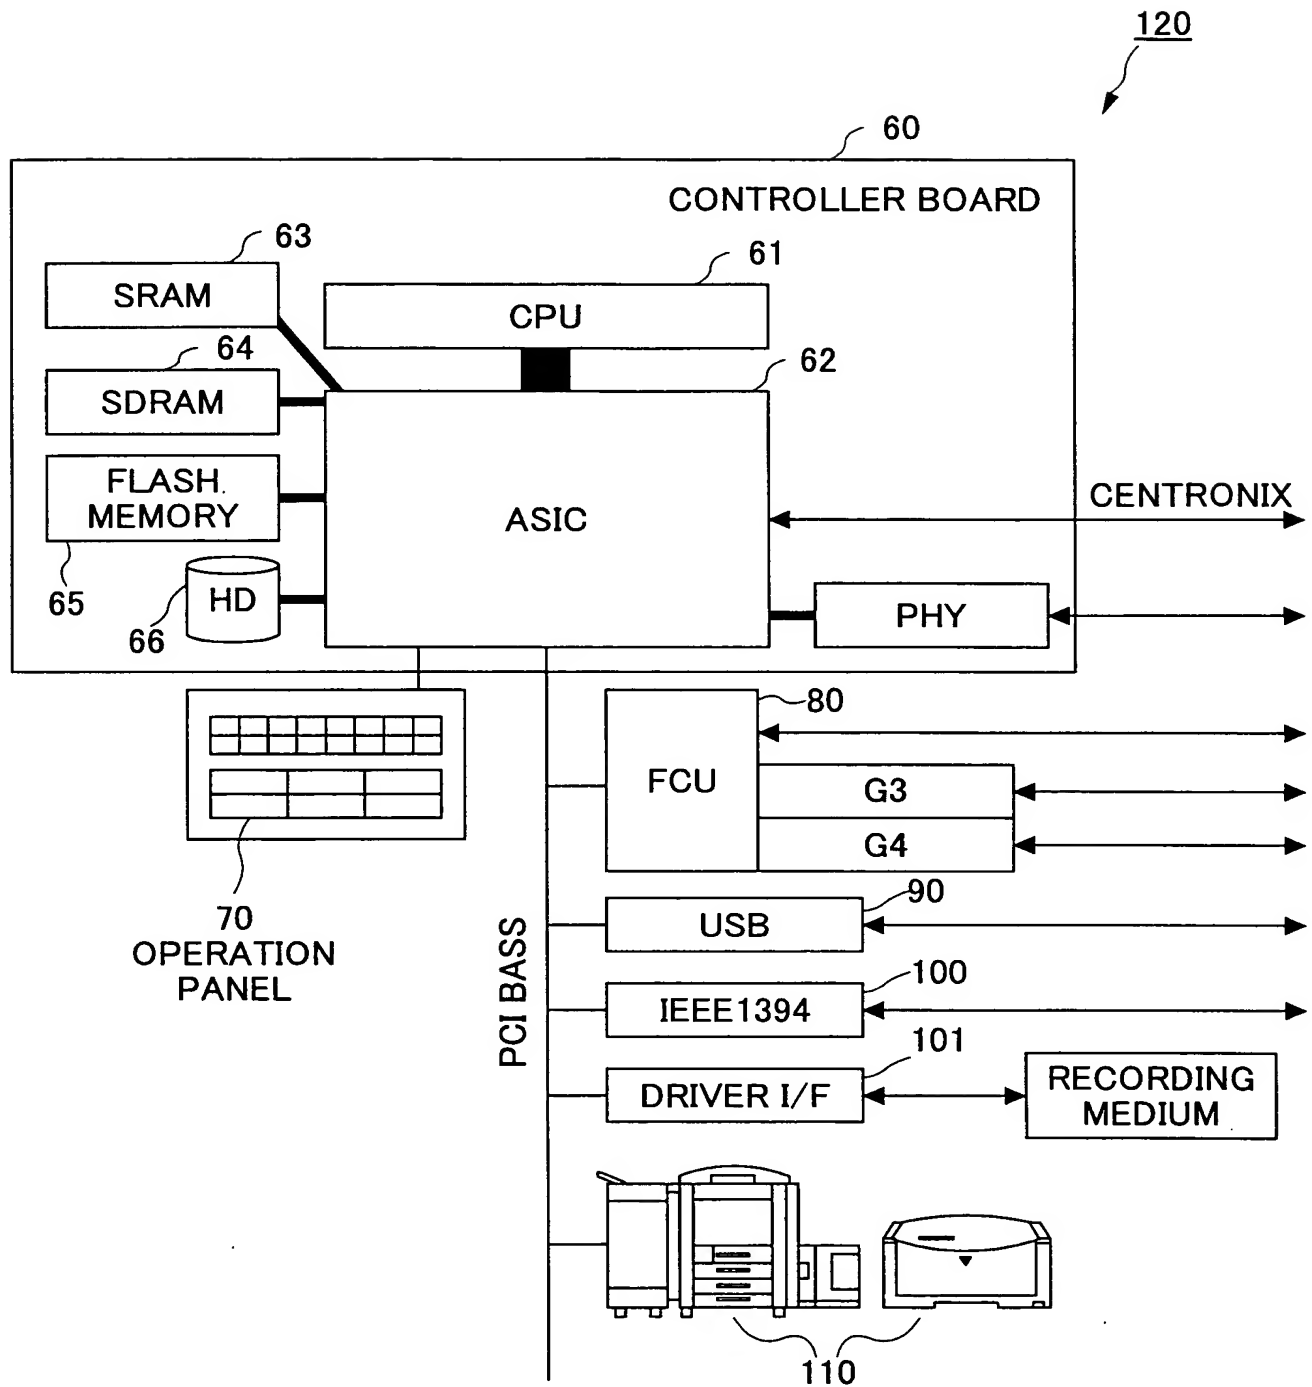 120
60
CONTROLLER BOARD
63
SRAM
61
CPU
64
SDRAM
62
FLASH
MEMORY
ASIC
CENTRONIX
65
HD
66
PHY
80
FCU
G3
G4
70
OPERATION
PANEL
90
USB
PCI BASS
100
IEEE1394
101
DRIVER I/F
RECORDING
MEDIUM
110